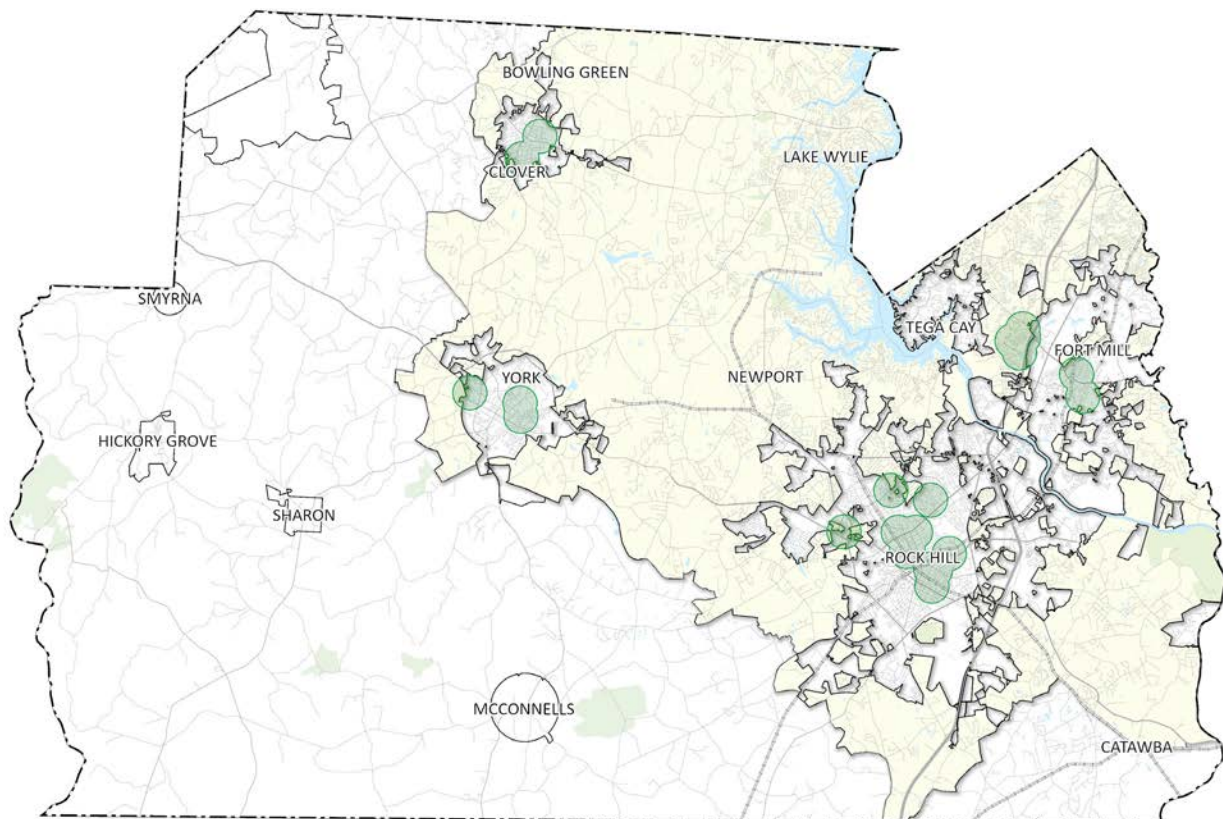 BOWLING GREEN
LAKE WYLIE
CLOVER
SMYRNA
TEGA CAY
FORT MILL
YORK
NEWPORT
HICKORY GROVE
SHARON
ROCK HILL
MCCONNELLS
CATAWBA